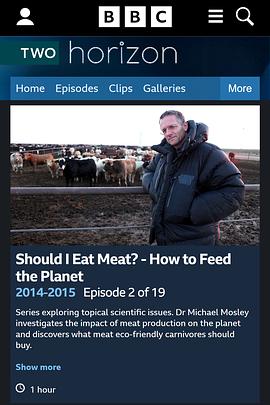 BBC
TWO horizon
Home Episodes Clips Galleries More
Should I Eat Meat? - How to Feed
the Planet
2014-2015 Episode 2 of 19
Series exploring topical scientific issues. Dr Michael Mosley
investigates the impact of meat production on the planet
and discovers what meat eco-friendly carnivores should
buy.
Show more
1 hour